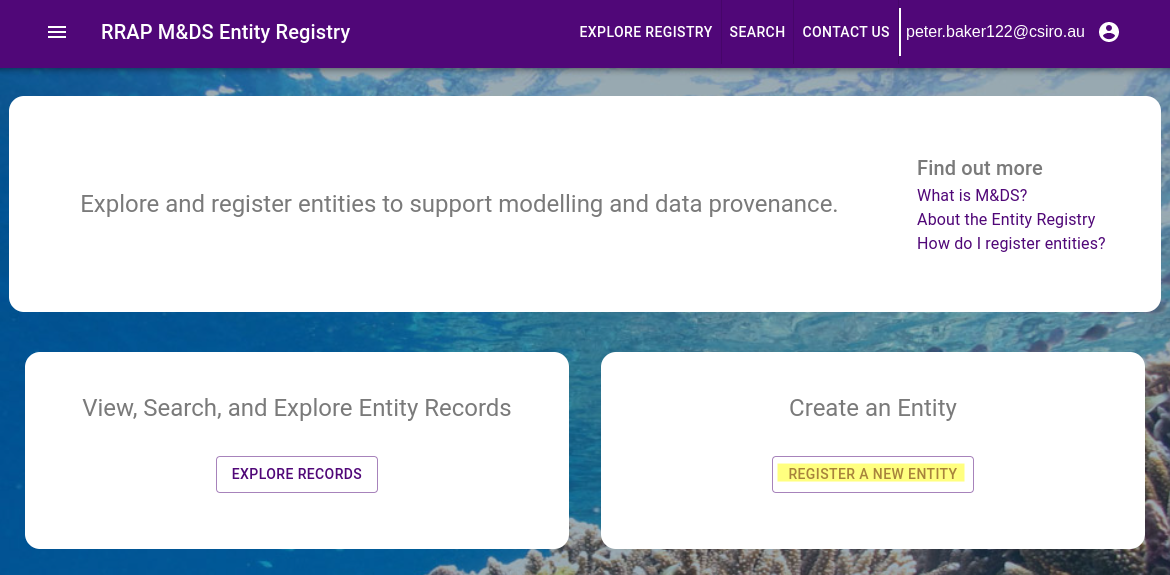 RRAP M&DS Entity Registry
EXPLORE REGISTRY SEARCH CONTACT US peter.baker122@csiro.au
Explore and register entities to support modelling and data provenance.
Find out more
What is M&DS?
About the Entity Registry
How do I register entities?
View, Search, and Explore Entity Records
EXPLORE RECORDS
Create an Entity
REGISTER A NEW ENTITY